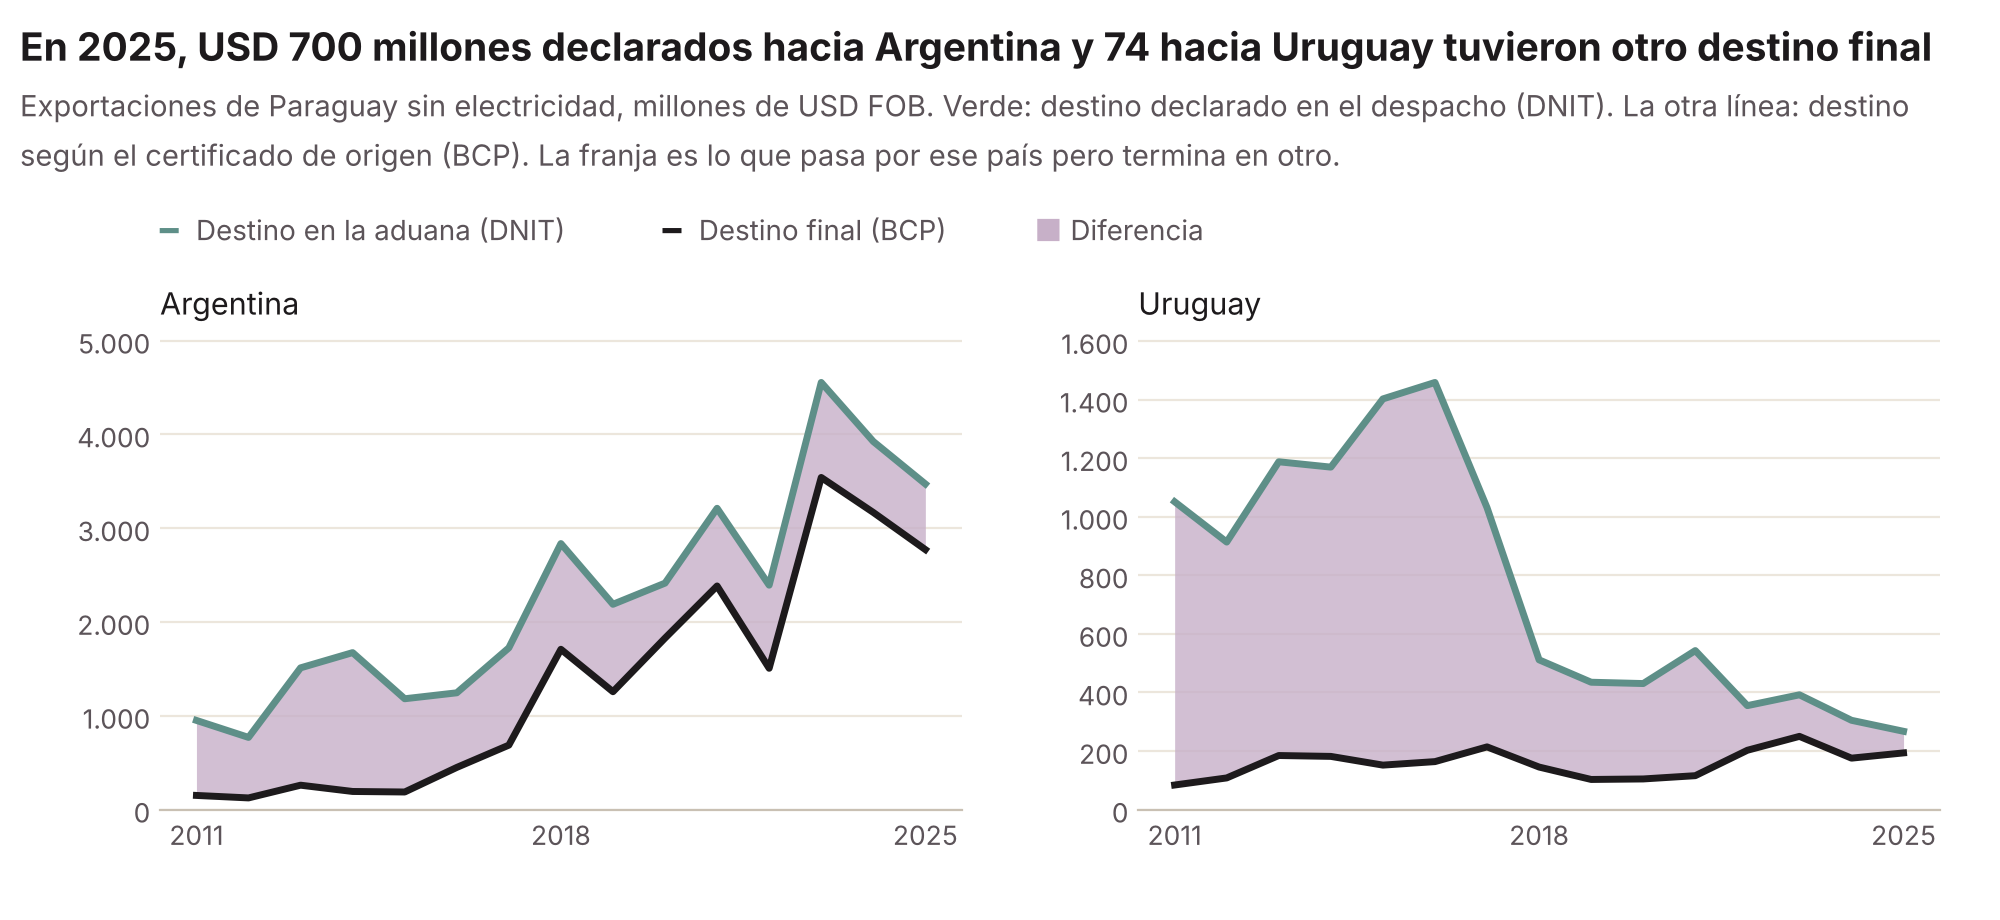 En 2025, USD 700 millones declarados hacia Argentina y 74 hacia Uruguay tuvieron otro destino final
Exportaciones de Paraguay sin electricidad, millones de USD FOB. Verde: destino declarado en el despacho (DNIT). La otra línea: destino
según el certificado de origen (BCP). La franja es lo que pasa por ese país pero termina en otro.
Destino en la aduana (DNIT) Destino final (BCP) Diferencia
Argentina
5.000
4.000
3.000
2.000
1.000
0
2011 2018 2025
Uruguay
1.600
1.400
1.200
1.000
800
600
400
200
0
2011 2018 2025